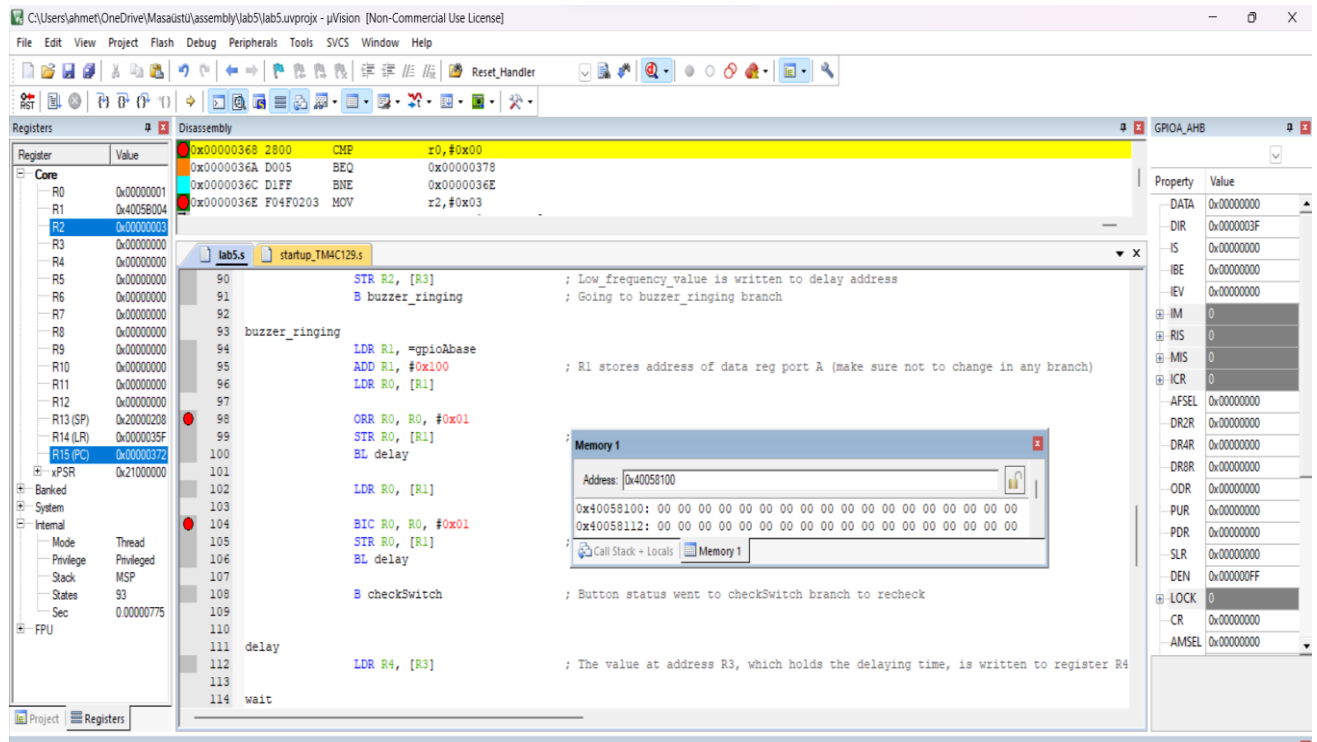 C:\Users\ahmet\OneDrive\Masaüstü\assembly\lab5\lab5.uvprojx - µVision [Non-Commercial Use License]
File Edit View Project Flash Debug Peripherals Tools SVCS Window Help
Reset_Handler
RST
Registers
Register Value
Core
R0 0x00000001
R1 0x4005B004
R2 0x00000003
R3 0x00000000
R4 0x00000000
R5 0x00000000
R6 0x00000000
R7 0x00000000
R8 0x00000000
R9 0x00000000
R10 0x00000000
R11 0x00000000
R12 0x00000000
R13 (SP) 0x20000208
R14 (LR) 0x0000035F
R15 (PC) 0x00000372
xPSR 0x21000000
Banked
System
Internal
Mode Thread
Privilege Privileged
Stack MSP
States 93
Sec 0.00000775
FPU
Project Registers
Disassembly
0x00000368 2800 CMP r0,#0x00
0x0000036A D005 BEQ 0x00000378
0x0000036C D1FF BNE 0x0000036E
0x0000036E F04F0203 MOV r2,#0x03
lab5.s startup_TM4C129.s
90 STR R2, [R3] ; Low_frequency_value is written to delay address
91 B buzzer_ringing ; Going to buzzer_ringing branch
92
93 buzzer_ringing
94 LDR R1, =gpioAbase
95 ADD R1, #0x100 ; R1 stores address of data reg port A (make sure not to change in any branch)
96 LDR R0, [R1]
97
98 ORR R0, R0, #0x01
99 STR R0, [R1] ;
100 BL delay
101
102 LDR R0, [R1]
103
104 BIC R0, R0, #0x01
105 STR R0, [R1] ;
106 BL delay
107
108 B checkSwitch ; Button status went to checkSwitch branch to recheck
109
110
111 delay
112 LDR R4, [R3] ; The value at address R3, which holds the delaying time, is written to register R4
113
114 wait
Memory 1
Address: 0x40058100
0x40058100: 00 00 00 00 00 00 00 00 00 00 00 00 00 00 00 00 00 00
0x40058112: 00 00 00 00 00 00 00 00 00 00 00 00 00 00 00 00 00 00
Call Stack + Locals Memory 1
GPIOA_AHB
Property Value
DATA 0x00000000
DIR 0x0000003F
IS 0x00000000
IBE 0x00000000
IEV 0x00000000
IM 0
RIS 0
MIS 0
ICR 0
AFSEL 0x00000000
DR2R 0x00000000
DR4R 0x00000000
DR8R 0x00000000
ODR 0x00000000
PUR 0x00000000
PDR 0x00000000
SLR 0x00000000
DEN 0x000000FF
LOCK 0
CR 0x00000000
AMSEL 0x00000000